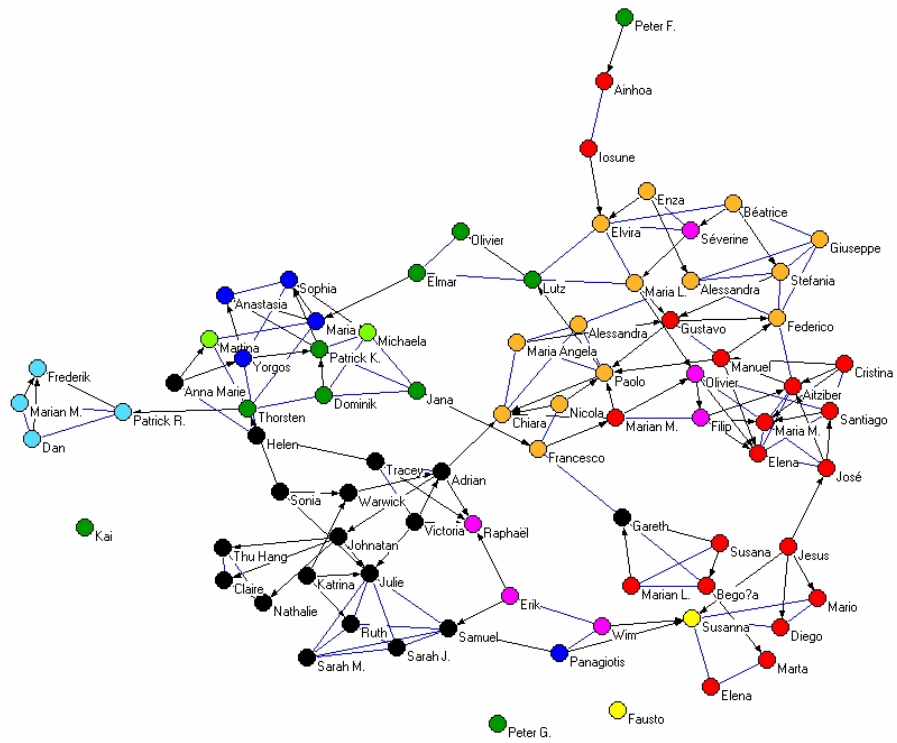 Peter F.
Ainhoa
Iosune
Enza
Béatrice
Elvira
Séverine
Olivier
Giuseppe
Elmar
Lutz
Maria L.
Alessandra
Stefania
Sophia
Anastasia
Maria
Alessandra
Gustavo
Federico
Martina
Michaela
Patrick K.
Maria Angela
Yorgos
Manuel
Frederik
Anna Marie
Paolo
Olivier
Cristina
Aitziber
Marian M.
Patrick R.
Thorsten
Dominik
Jana
Chiara
Nicola
Marian M.
Filip
Maria M.
Santiago
Dan
Helen
Francesco
Elena
José
Tracey
Adrian
Sonia
Warwick
Kai
Victoria
Raphaël
Gareth
Johnatan
Thu Hang
Susana
Jesus
Claire
Katrina
Julie
Marian L.
Bego?a
Nathalie
Erik
Mario
Ruth
Samuel
Wim
Susanna
Diego
Sarah M.
Sarah J.
Panagiotis
Marta
Elena
Peter G.
Fausto